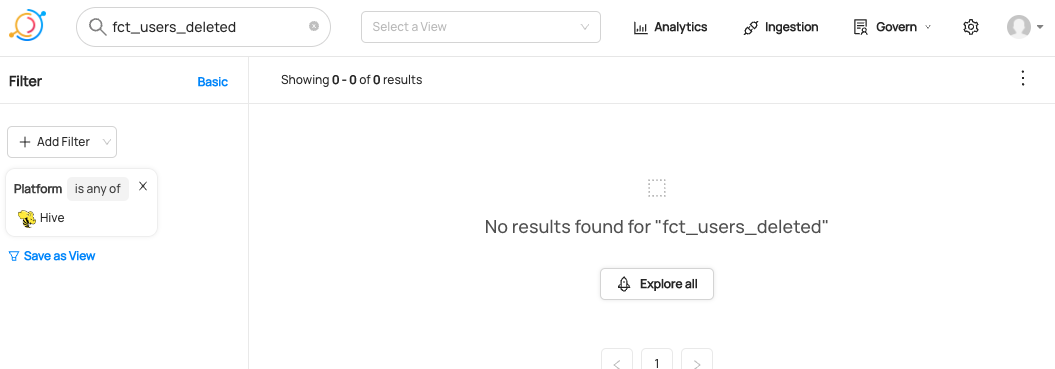 fct_users_deleted
Select a View
Analytics
Ingestion
Govern
Filter
Basic
Showing 0 - 0 of 0 results
Add Filter
Platform is any of
Hive
Save as View
No results found for "fct_users_deleted"
Explore all
1